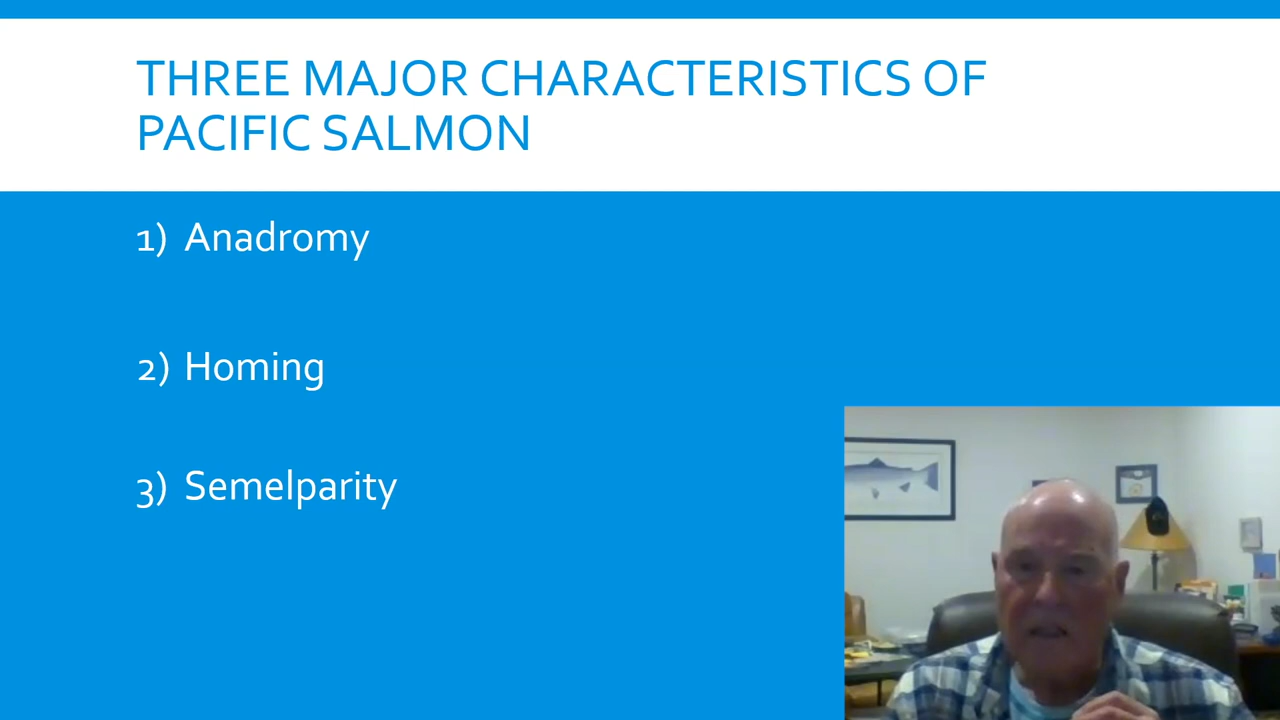 THREE MAJOR CHARACTERISTICS OF
PACIFIC SALMON
1) Anadromy
2) Homing
3) Semelparity